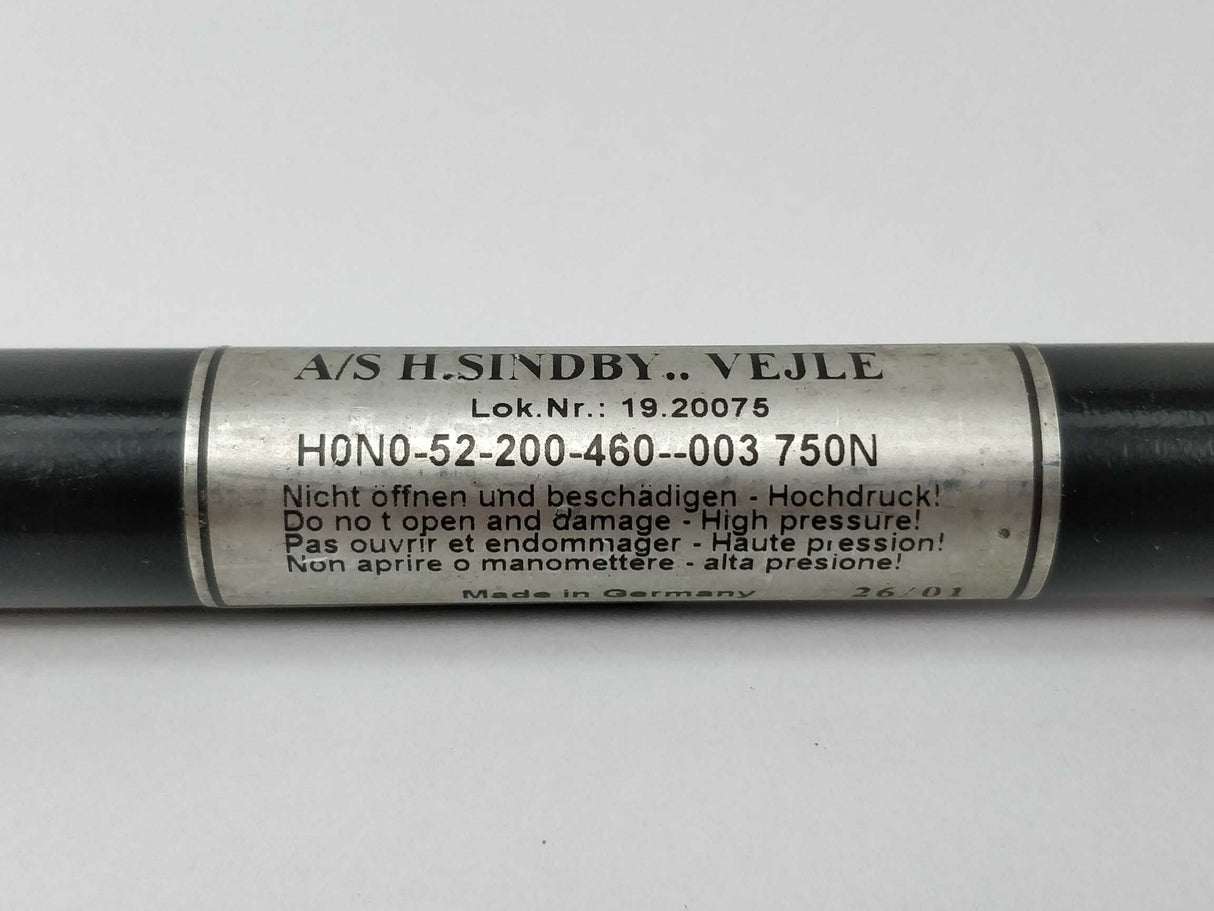 A/S H.SINDBY.. VEJLE
Lok.Nr.: 19.20075
H0N0-52-200-460--003 750N
Nicht öffnen und beschädigen - Hochdruck!
Do no t open and damage - High pressure!
Pas ouvrir et endommager - Haute pression!
Non aprire o manomettere - alta presione!
Made in Germany 26/01